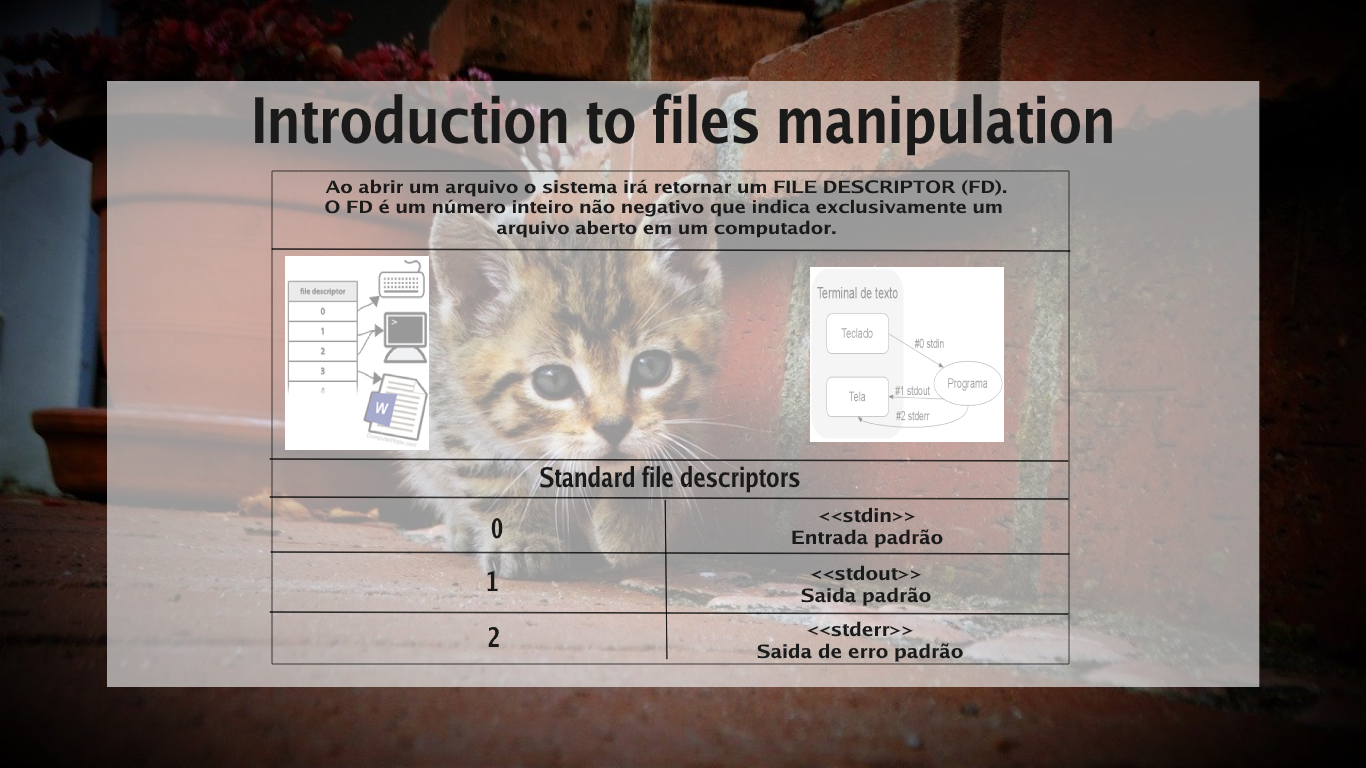 Introduction to files manipulation
Ao abrir um arquivo o sistema irá retornar um FILE DESCRIPTOR (FD).
O FD é um número inteiro não negativo que indica exclusivamente um
arquivo aberto em um computador.
file descriptor
0
1
2
3
4
>
W
Terminal de texto
Teclado
#0 stdin
Programa
Tela
#1 stdout
#2 stderr
Standard file descriptors
0
<<stdin>>
Entrada padrão
1
<<stdout>>
Saida padrão
2
<<stderr>>
Saida de erro padrão